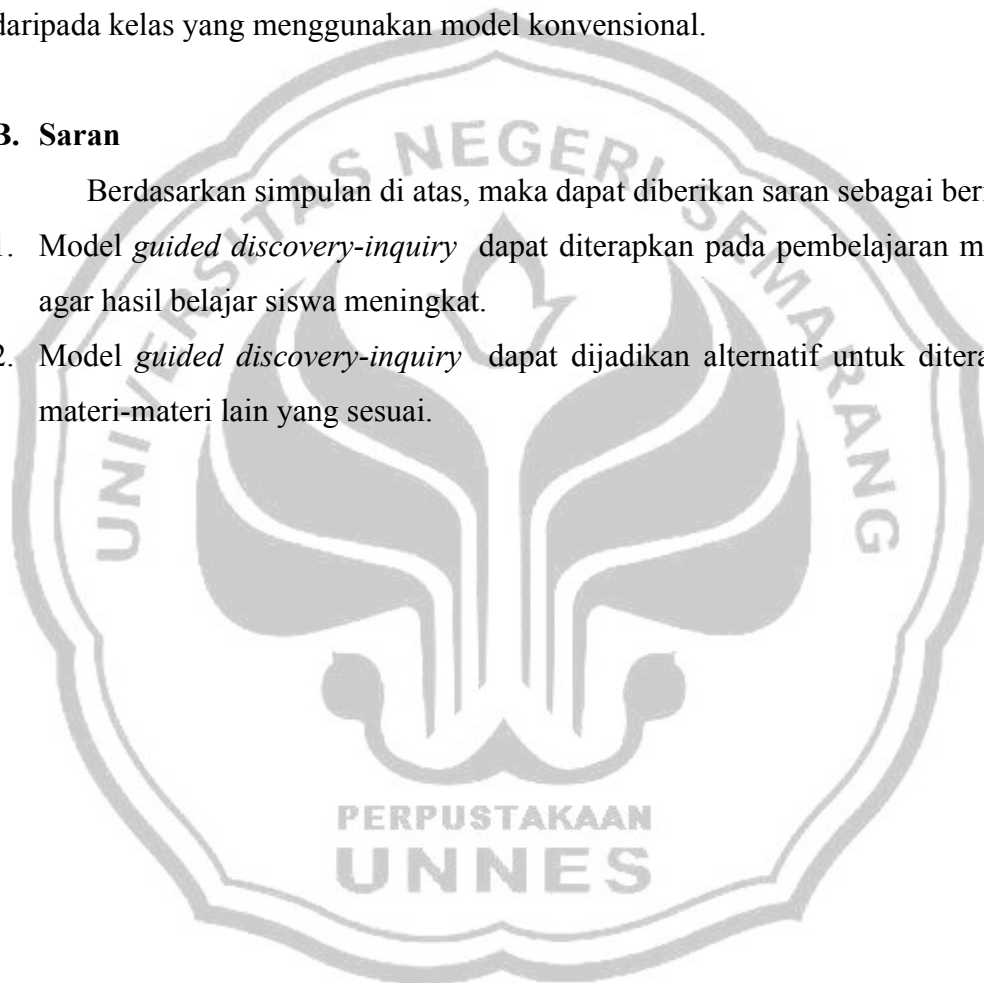 daripada kelas yang menggunakan model konvensional.
B. Saran
Berdasarkan simpulan di atas, maka dapat diberikan saran sebagai
1. Model guided discovery-inquiry dapat diterapkan pada pembelajaran
agar hasil belajar siswa meningkat.
2. Model guided discovery-inquiry dapat dijadikan alternatif untuk
materi-materi lain yang sesuai.
UNIVERSITAS NEGERI SEMARANG
PERPUSTAKAAN
UNNES